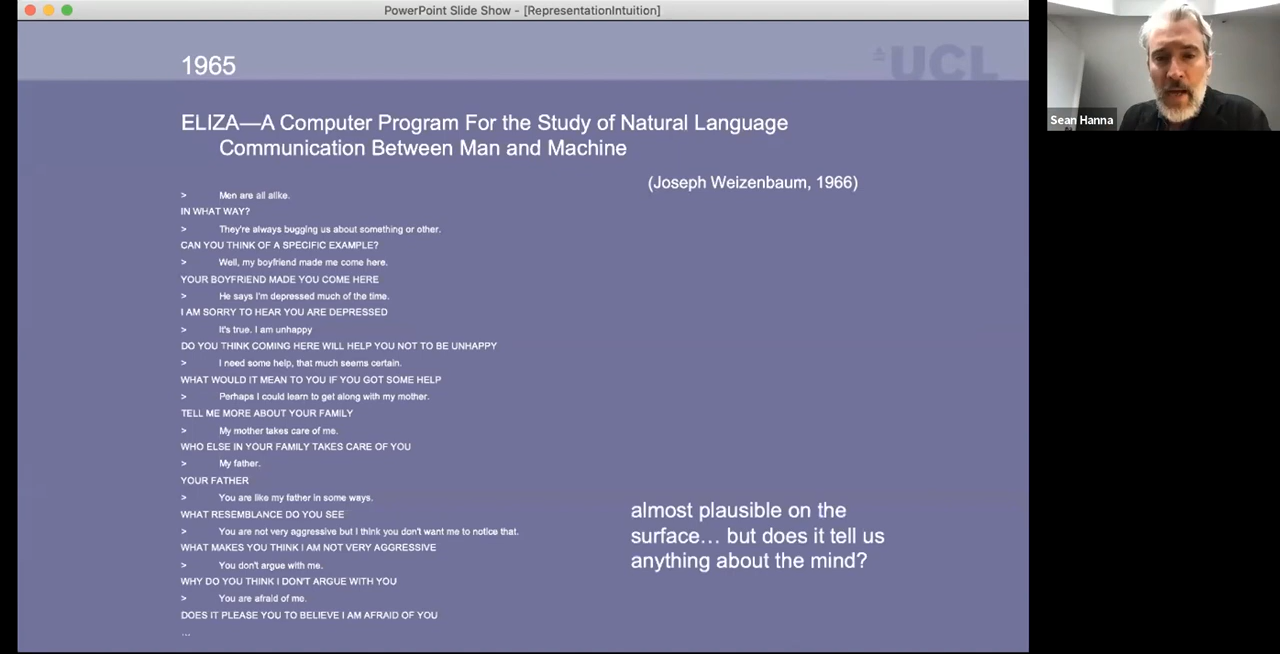 PowerPoint Slide Show - [RepresentationIntuition]
1965
UCL
ELIZA—A Computer Program For the Study of Natural Language
Communication Between Man and Machine
(Joseph Weizenbaum, 1966)
> Men are all alike.
IN WHAT WAY?
> They're always bugging us about something or other.
CAN YOU THINK OF A SPECIFIC EXAMPLE?
> Well, my boyfriend made me come here.
YOUR BOYFRIEND MADE YOU COME HERE
> He says I'm depressed much of the time.
I AM SORRY TO HEAR YOU ARE DEPRESSED
> It's true. I am unhappy
DO YOU THINK COMING HERE WILL HELP YOU NOT TO BE UNHAPPY
> I need some help, that much seems certain.
WHAT WOULD IT MEAN TO YOU IF YOU GOT SOME HELP
> Perhaps I could learn to get along with my mother.
TELL ME MORE ABOUT YOUR FAMILY
> My mother takes care of me.
WHO ELSE IN YOUR FAMILY TAKES CARE OF YOU
> My father.
YOUR FATHER
> You are like my father in some ways.
WHAT RESEMBLANCE DO YOU SEE
> You are not very aggressive but I think you don't want me to notice that.
WHAT MAKES YOU THINK I AM NOT VERY AGGRESSIVE
> You don't argue with me.
WHY DO YOU THINK I DON'T ARGUE WITH YOU
> You are afraid of me.
DOES IT PLEASE YOU TO BELIEVE I AM AFRAID OF YOU
...
almost plausible on the
surface... but does it tell us
anything about the mind?
Sean Hanna